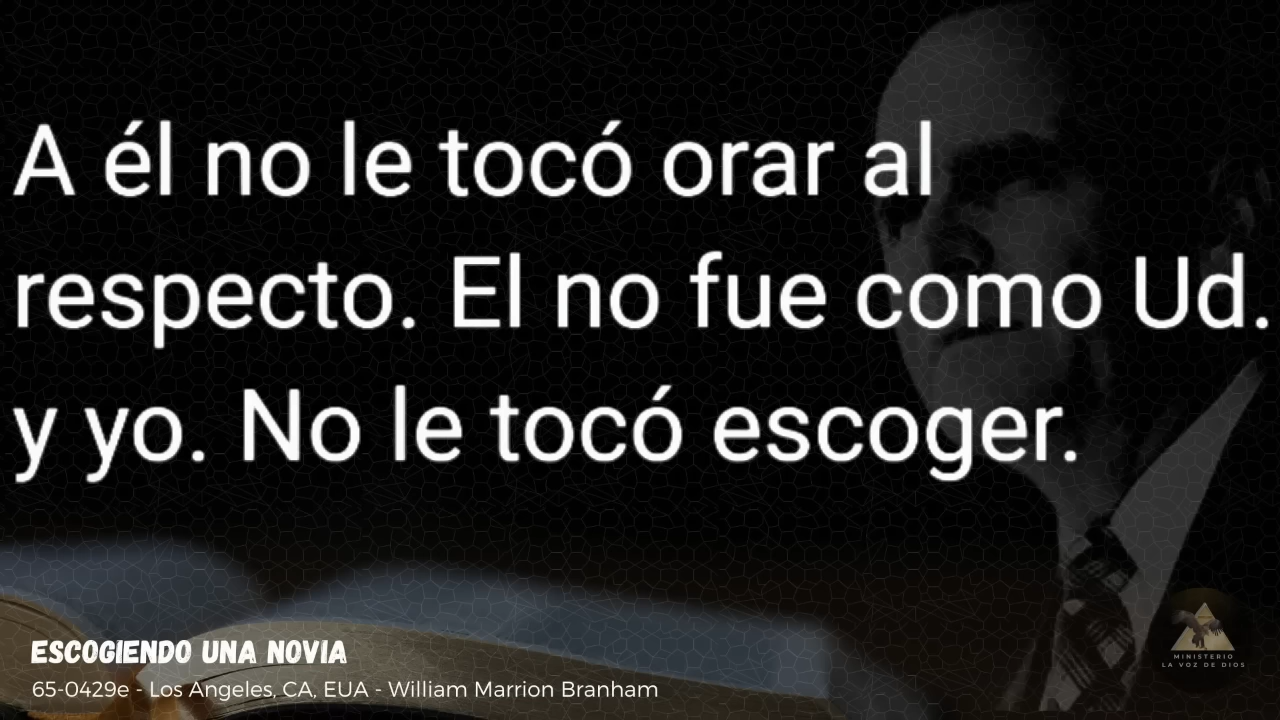 A él no le tocó orar al
respecto. El no fue como Ud.
y yo. No le tocó escoger.
ESCOGIENDO UNA NOVIA
65-0429e - Los Angeles, CA, EUA - William Marrion Branham
MINISTERIO
LA VOZ DE DIOS